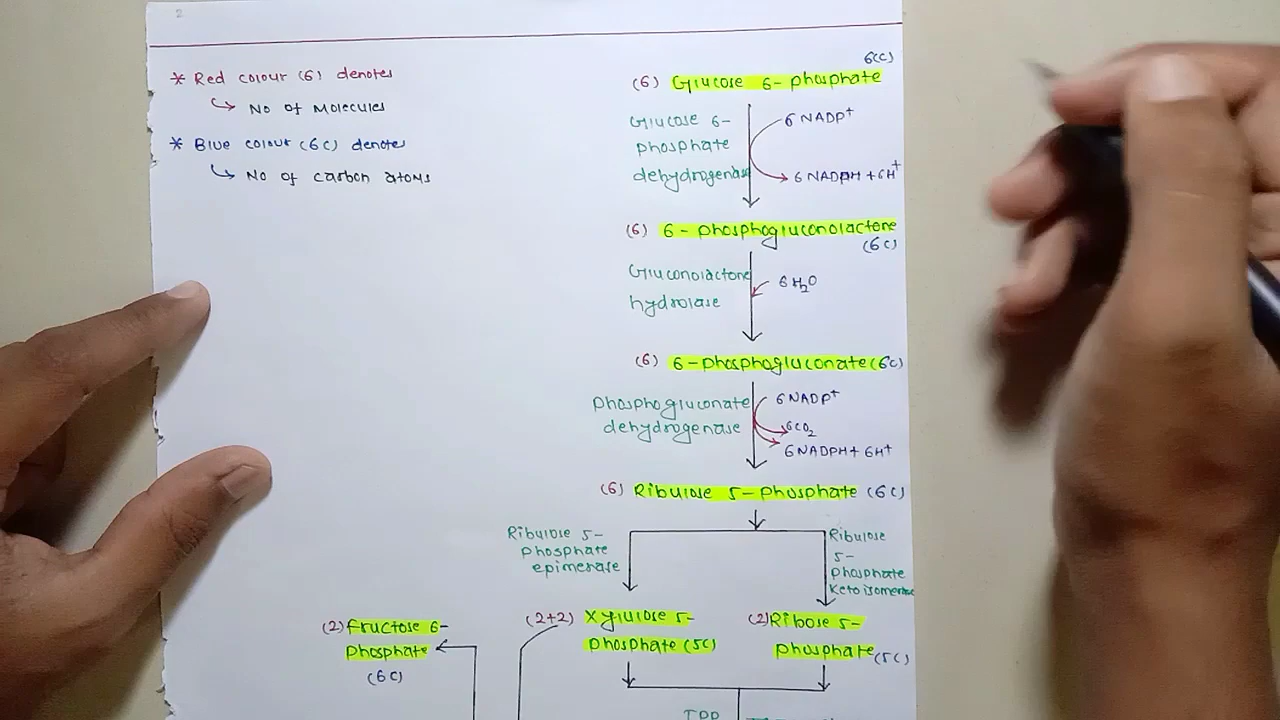 2
* Red colour (6) denotes
↳ No of Molecules
* Blue colour (6C) denotes
↳ No of carbon atoms
6(C)
(6) Glucose 6-phosphate
Glucose 6-
phosphate
dehydrogenase
6 NADP+
6 NADPH + 6H+
(6) 6-phosphogluconolactone
(6C)
Gluconolactone
hydrolase
6 H2O
(6) 6-phosphogluconate (6C)
Phosphogluconate
dehydrogenase
6 NADP+
6CO2
6 NADPH + 6H+
(6) Ribulose 5-phosphate (6C)
Ribulose 5-
phosphate
epimerase
Ribulose
5-
Phosphate
Ketoisomerase
(2) Fructose 6-
Phosphate
(6C)
(2+2) Xylulose 5-
phosphate (5C)
(2) Ribose 5-
phosphate (5C)
TPP